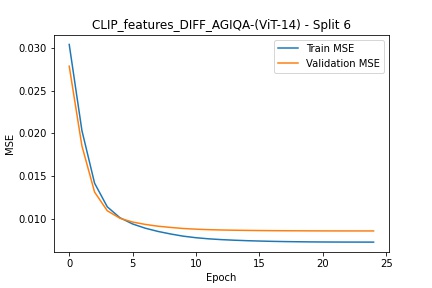 CLIP_features_DIFF_AGIQA-(ViT-14) - Split 6
Train MSE
Validation MSE
0.030
0.025
0.020
0.015
0.010
MSE
0 5 10 15 20 25
Epoch